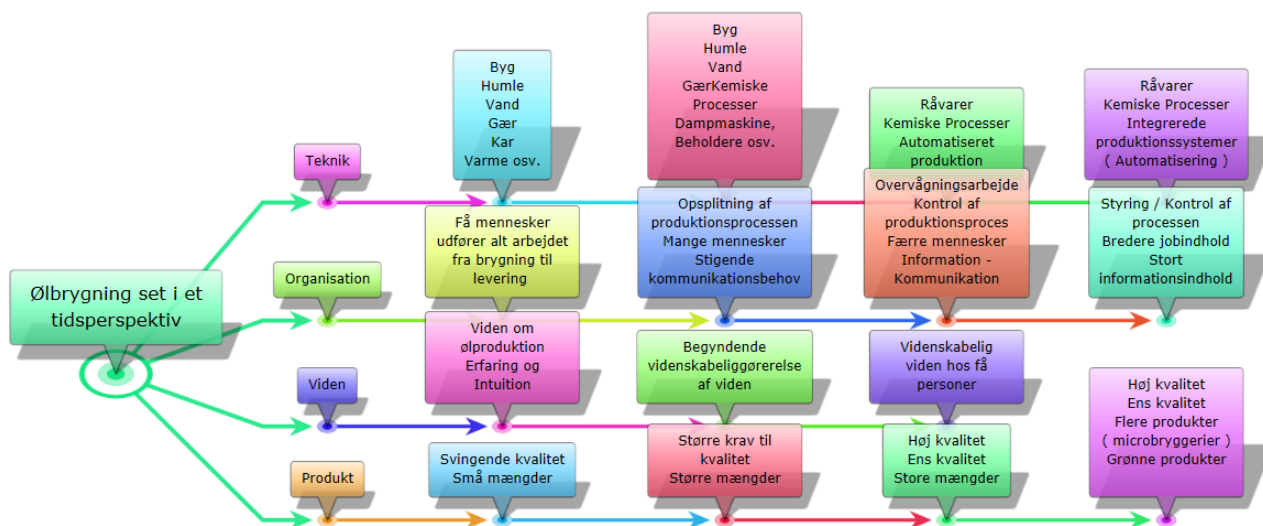 Ølbrygning set i et
tidsperspektiv
Teknik
Byg
Humle
Vand
Gær
Kar
Varme osv.
Byg
Humle
Vand
GærKemiske
Processer
Dampmaskine,
Beholdere osv.
Råvarer
Kemiske Processer
Automatiseret
produktion
Råvarer
Kemiske Processer
Integrerede
produktionssystemer
( Automatisering )
Organisation
Få mennesker
udfører alt arbejdet
fra brygning til
levering
Opsplitning af
produktionsprocessen
Mange mennesker
Stigende
kommunikationsbehov
Overvågningsarbejde
Kontrol af
produktionsproces
Færre mennesker
Information -
Kommunikation
Styring / Kontrol af
processen
Bredere jobindhold
Stort
informationsindhold
Viden
Viden om
ølproduktion
Erfaring og
Intuition
Begyndende
videnskabeliggørerelse
af viden
Videnskabelig
viden hos få
personer
Produkt
Svingende kvalitet
Små mængder
Større krav til
kvalitet
Større mængder
Høj kvalitet
Ens kvalitet
Store mængder
Høj kvalitet
Ens kvalitet
Flere produkter
( microbryggerier )
Grønne produkter